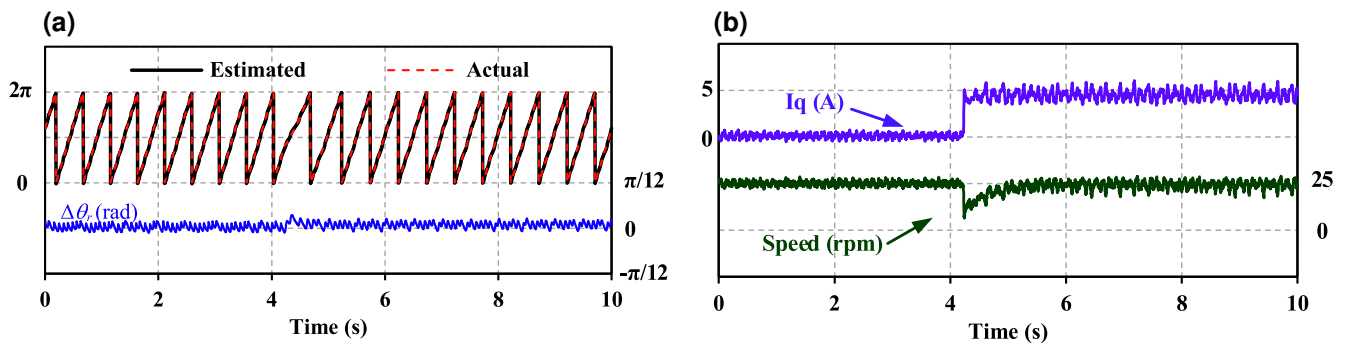 (a)
Estimated
Actual
2π
0
π/12
Δθr (rad)
0
-π/12
0 2 4 6 8 10
Time (s)
(b)
5
Iq (A)
0
25
Speed (rpm)
0
0 2 4 6 8 10
Time (s)